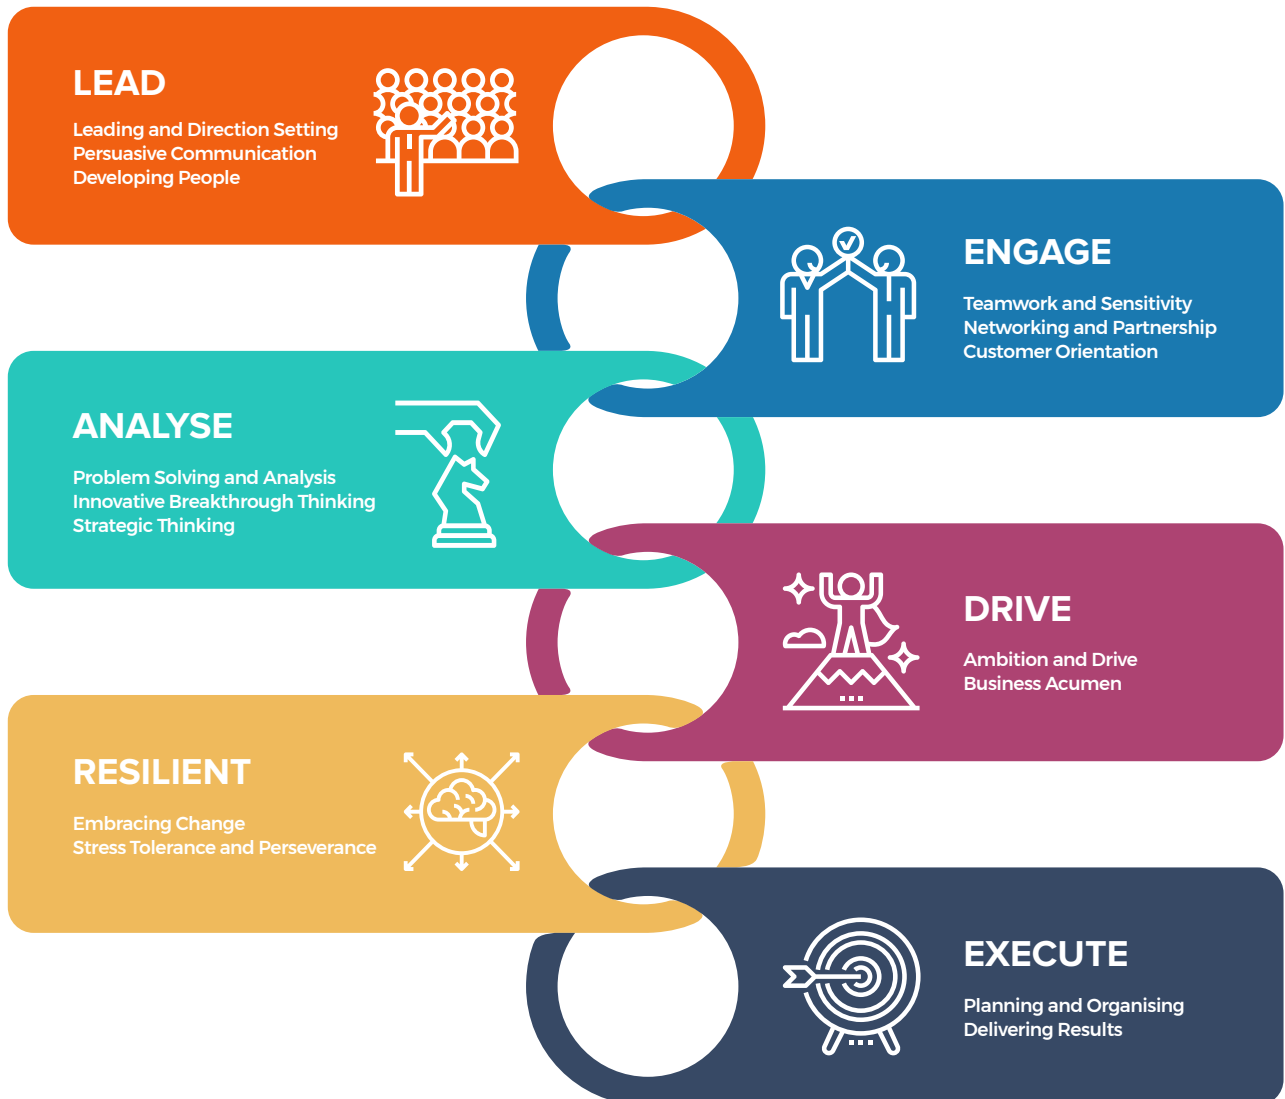 LEAD
Leading and Direction Setting
Persuasive Communication
Developing People
ENGAGE
Teamwork and Sensitivity
Networking and Partnership
Customer Orientation
ANALYSE
Problem Solving and Analysis
Innovative Breakthrough Thinking
Strategic Thinking
DRIVE
Ambition and Drive
Business Acumen
RESILIENT
Embracing Change
Stress Tolerance and Perseverance
EXECUTE
Planning and Organising
Delivering Results